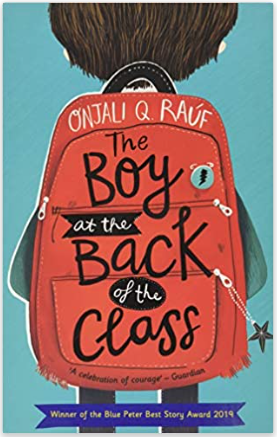 ONJALI Q. RAÚF
The
BOY
at the
BACK
of the
Class
'A celebration of courage' – Guardian
Winner of the Blue Peter Best Story Award 2019